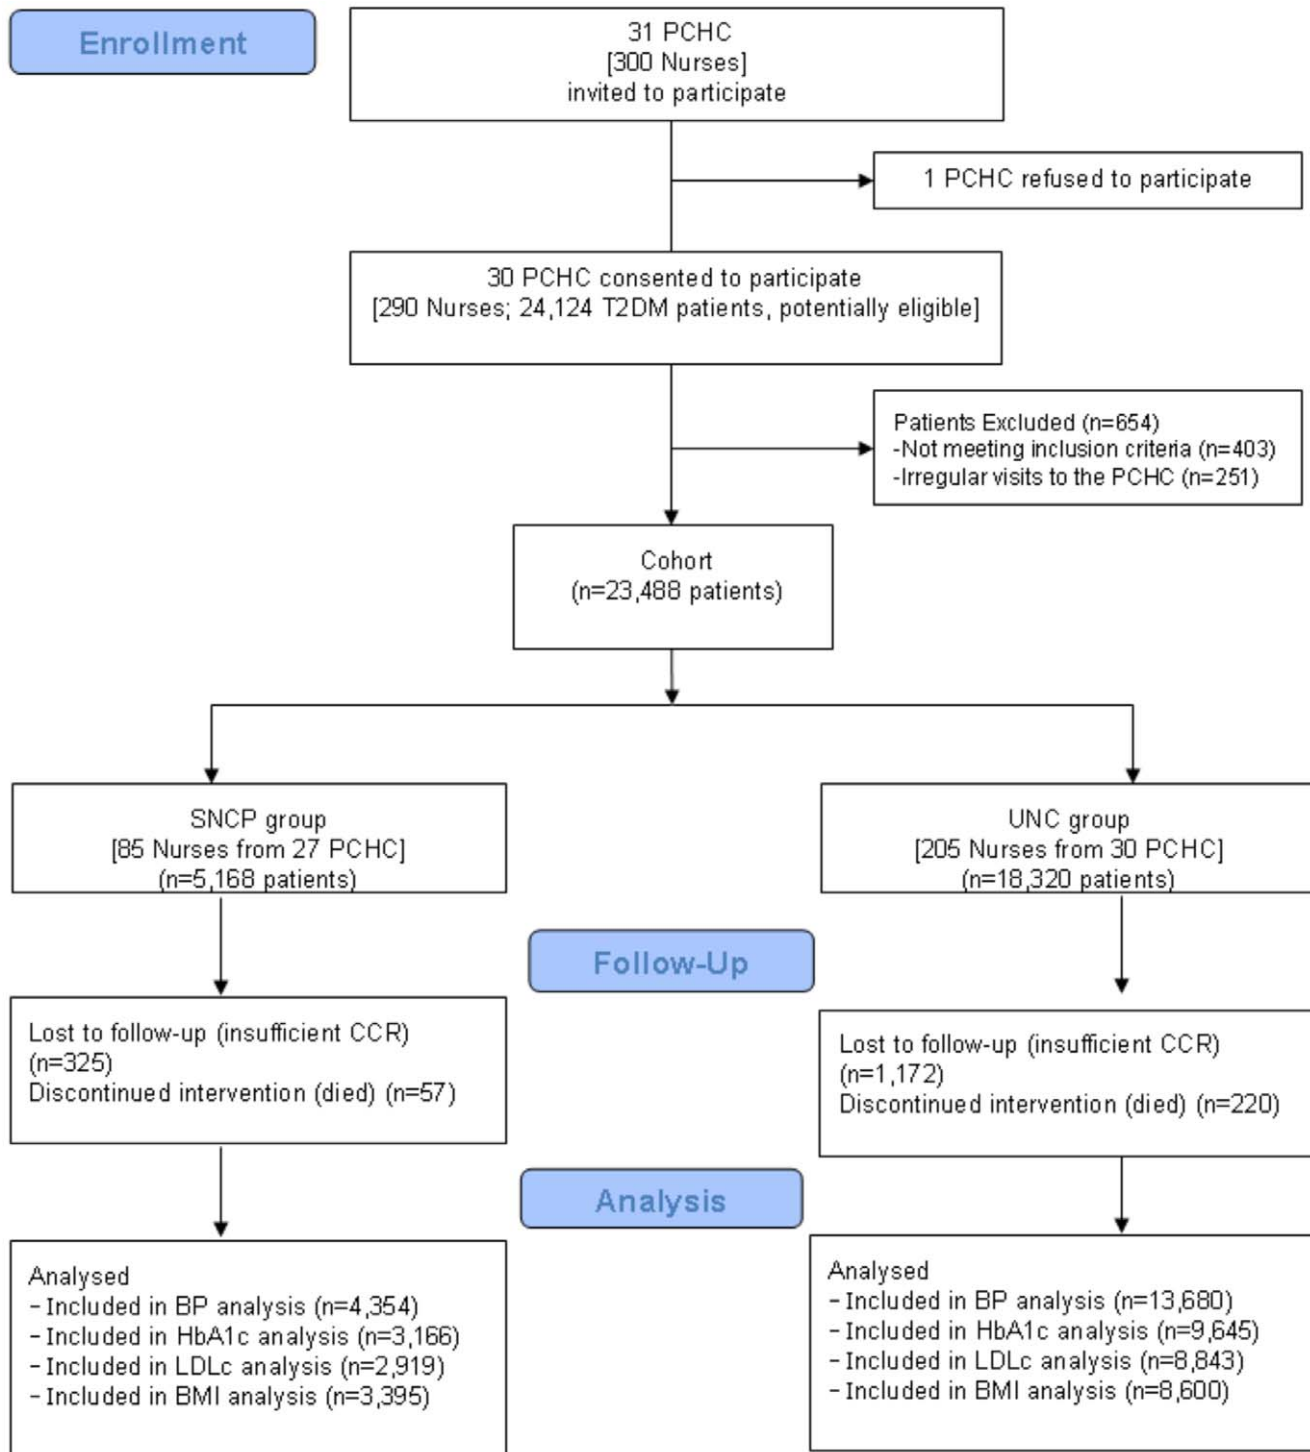 Enrollment
31 PCHC
[300 Nurses]
invited to participate
1 PCHC refused to participate
30 PCHC consented to participate
[290 Nurses; 24,124 T2DM patients, potentially eligible]
Patients Excluded (n=654)
-Not meeting inclusion criteria (n=403)
-Irregular visits to the PCHC (n=251)
Cohort
(n=23,488 patients)
SNCP group
[85 Nurses from 27 PCHC]
(n=5,168 patients)
UNC group
[205 Nurses from 30 PCHC]
(n=18,320 patients)
Follow-Up
Lost to follow-up (insufficient CCR)
(n=325)
Discontinued intervention (died) (n=57)
Lost to follow-up (insufficient CCR)
(n=1,172)
Discontinued intervention (died) (n=220)
Analysis
Analysed
- Included in BP analysis (n=4,354)
- Included in HbA1c analysis (n=3,166)
- Included in LDLc analysis (n=2,919)
- Included in BMI analysis (n=3,395)
Analysed
- Included in BP analysis (n=13,680)
- Included in HbA1c analysis (n=9,645)
- Included in LDLc analysis (n=8,843)
- Included in BMI analysis (n=8,600)